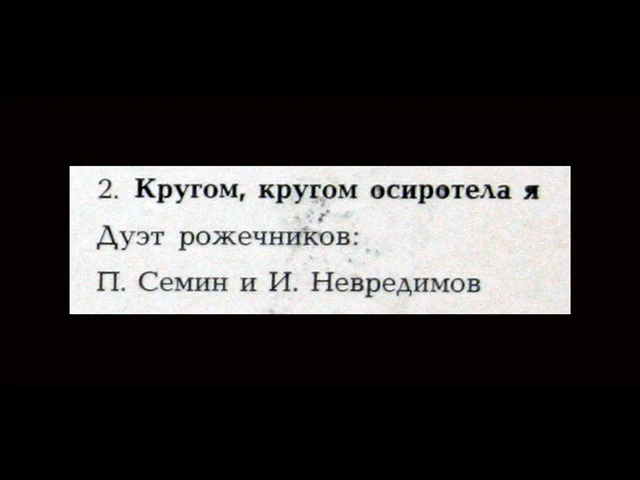 2. Кругом, кругом осиротела я
Дуэт рожечников:
П. Семин и И. Невредимов